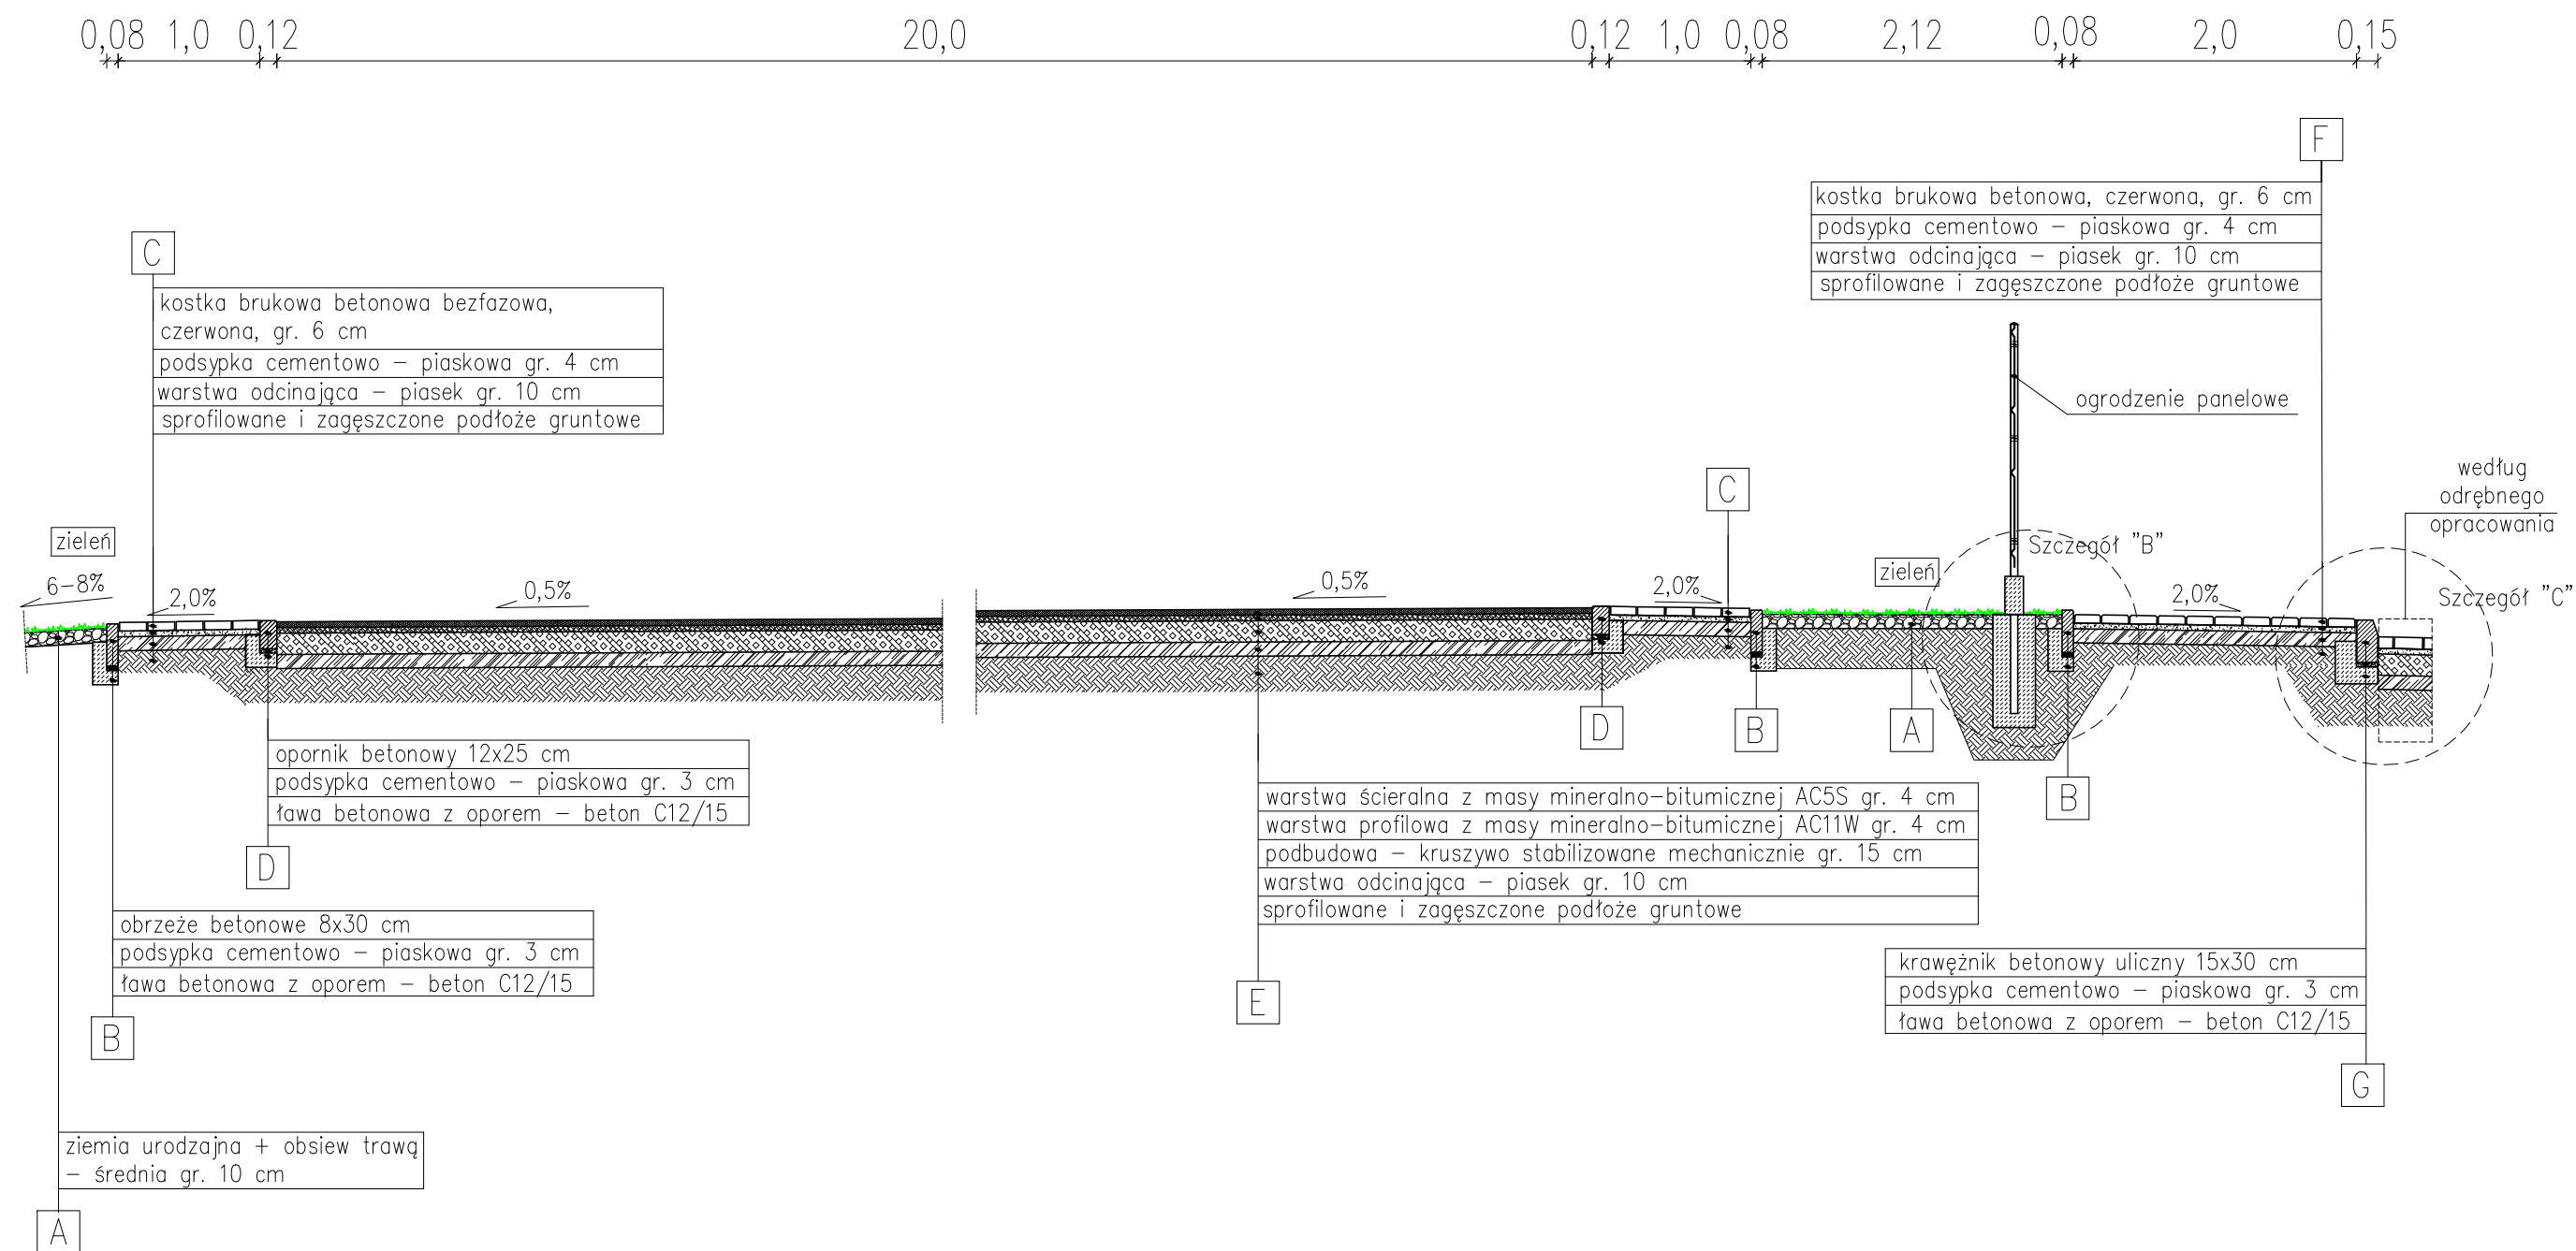 0,08 1,0 0,12 20,0 0,12 1,0 0,08 2,12 0,08 2,0 0,15
F
kostka brukowa betonowa, czerwona, gr. 6 cm
podsypka cementowo – piaskowa gr. 4 cm
warstwa odcinająca – piasek gr. 10 cm
sprofilowane i zagęszczone podłoże gruntowe
C
kostka brukowa betonowa bezfazowa,
czerwona, gr. 6 cm
podsypka cementowo – piaskowa gr. 4 cm
warstwa odcinająca – piasek gr. 10 cm
sprofilowane i zagęszczone podłoże gruntowe
ogrodzenie panelowe
według
odrębnego
opracowania
C
zieleń
Szczegół "B"
zieleń
6–8%
2,0%
0,5%
0,5%
2,0%
2,0%
Szczegół "C"
D
B
A
B
opornik betonowy 12x25 cm
podsypka cementowo – piaskowa gr. 3 cm
ława betonowa z oporem – beton C12/15
D
warstwa ścieralna z masy mineralno–bitumicznej AC5S gr. 4 cm
warstwa profilowa z masy mineralno–bitumicznej AC11W gr. 4 cm
podbudowa – kruszywo stabilizowane mechanicznie gr. 15 cm
warstwa odcinająca – piasek gr. 10 cm
sprofilowane i zagęszczone podłoże gruntowe
E
obrzeże betonowe 8x30 cm
podsypka cementowo – piaskowa gr. 3 cm
ława betonowa z oporem – beton C12/15
B
krawężnik betonowy uliczny 15x30 cm
podsypka cementowo – piaskowa gr. 3 cm
ława betonowa z oporem – beton C12/15
G
ziemia urodzajna + obsiew trawą
– średnia gr. 10 cm
A